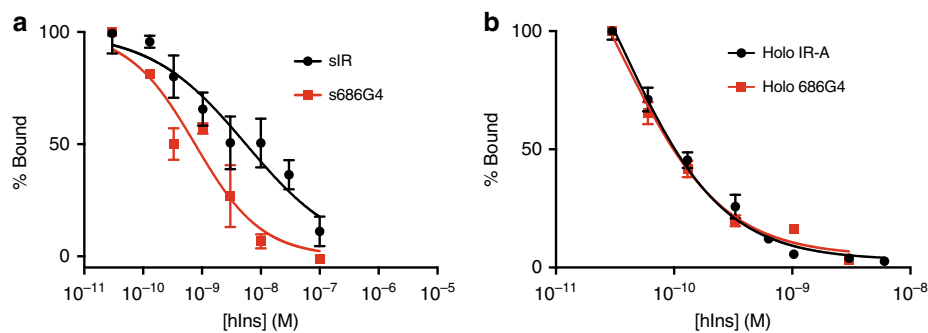 a
100
50
0
% Bound
sIR
s686G4
10⁻¹¹ 10⁻¹⁰ 10⁻⁹ 10⁻⁸ 10⁻⁷ 10⁻⁶ 10⁻⁵
[hIns] (M)
b
100
50
0
% Bound
Holo IR-A
Holo 686G4
10⁻¹¹ 10⁻¹⁰ 10⁻⁹ 10⁻⁸
[hIns] (M)